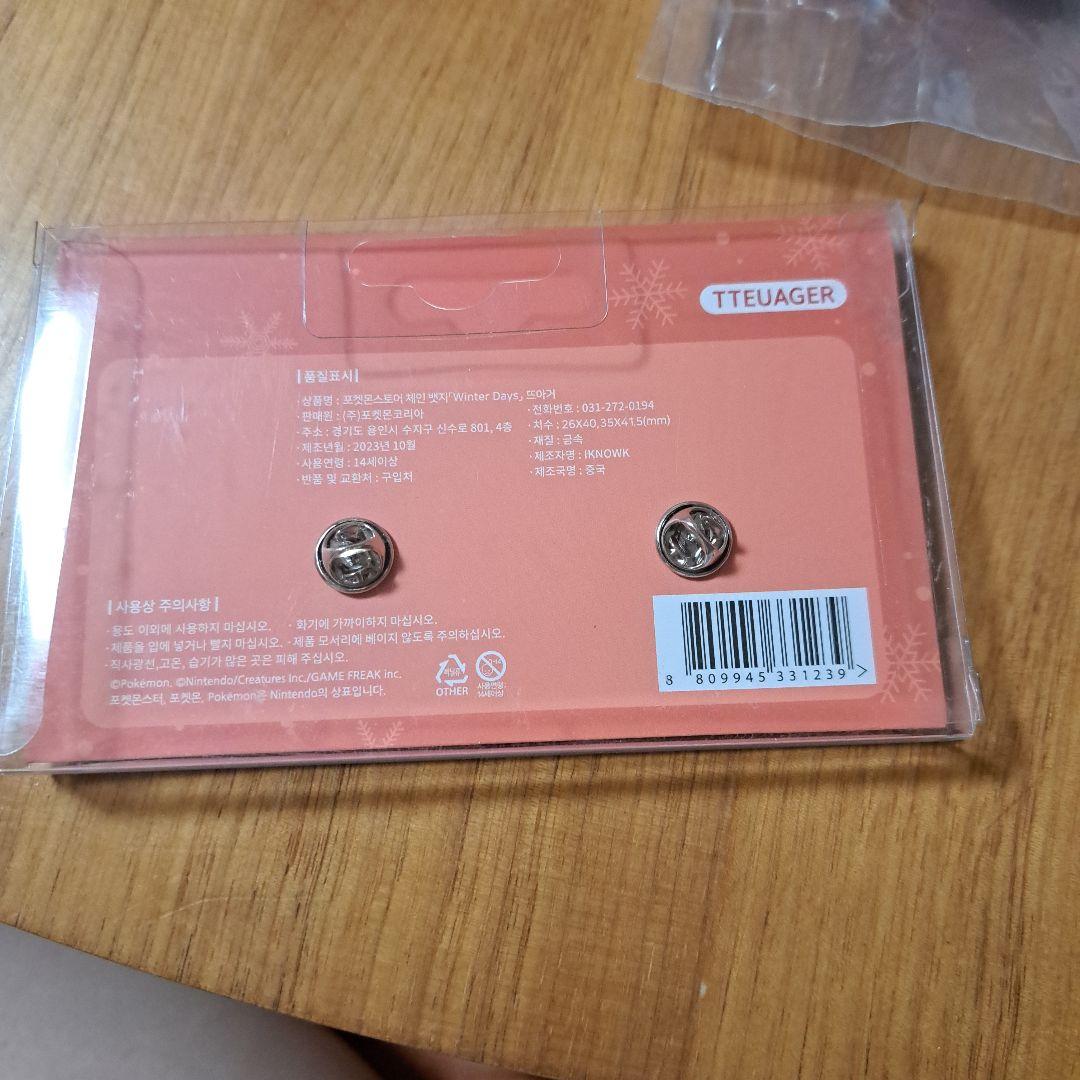 TTEUAGER
품질표시
· 상품명 : 포켓몬스토어 체인 뱃지「Winter Days」 뜨아거
· 판매원 : (주)포켓몬코리아
· 주소 : 경기도 용인시 수지구 신수로 801, 4층
· 제조년월 : 2023년 10월
· 사용연령 : 14세이상
· 반품 및 교환처 : 구입처
· 전화번호 : 031-272-0194
· 치수 : 26X40, 35X41.5(mm)
· 재질 : 금속
· 제조자명 : IKNOWK
· 제조국명 : 중국
사용상 주의사항
· 용도 이외에 사용하지 마십시오. · 화기에 가까이하지 마십시오.
· 제품을 입에 넣거나 빨지 마십시오. · 제품 모서리에 베이지 않도록 주의하십시오.
· 직사광선,고온, 습기가 많은 곳은 피해 주십시오.
©Pokémon. ©Nintendo/Creatures Inc./GAME FREAK inc.
포켓몬스터, 포켓몬, Pokémon은 Nintendo의 상표입니다.
OTHER
사용연령:
14세이상
8 809945 331239 >